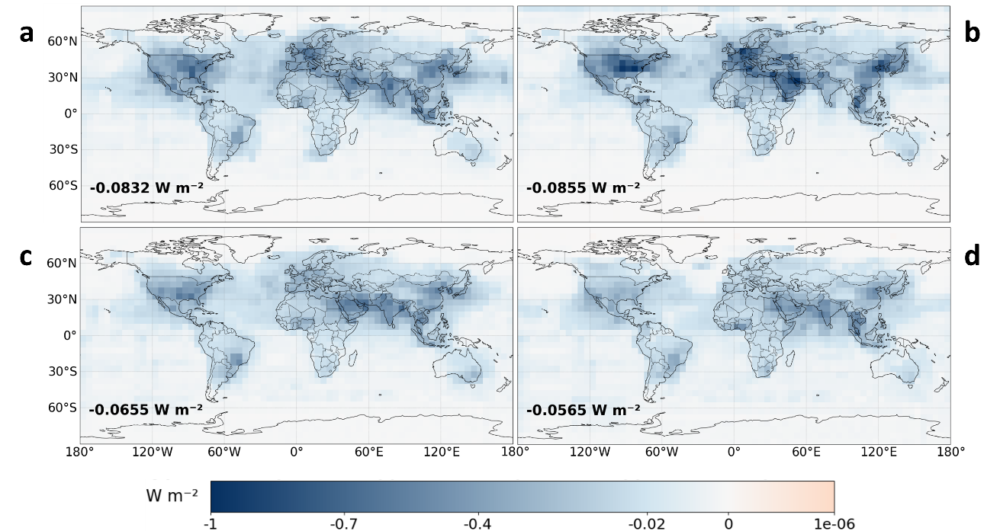 a
b
60°N
30°N
0°
30°S
60°S
-0.0832 W m⁻²
-0.0855 W m⁻²
c
d
60°N
30°N
0°
30°S
60°S
-0.0655 W m⁻²
-0.0565 W m⁻²
180° 120°W 60°W 0° 60°E 120°E 180° 120°W 60°W 0° 60°E 120°E 180°
W m⁻²
-1 -0.7 -0.4 -0.02 0 1e-06